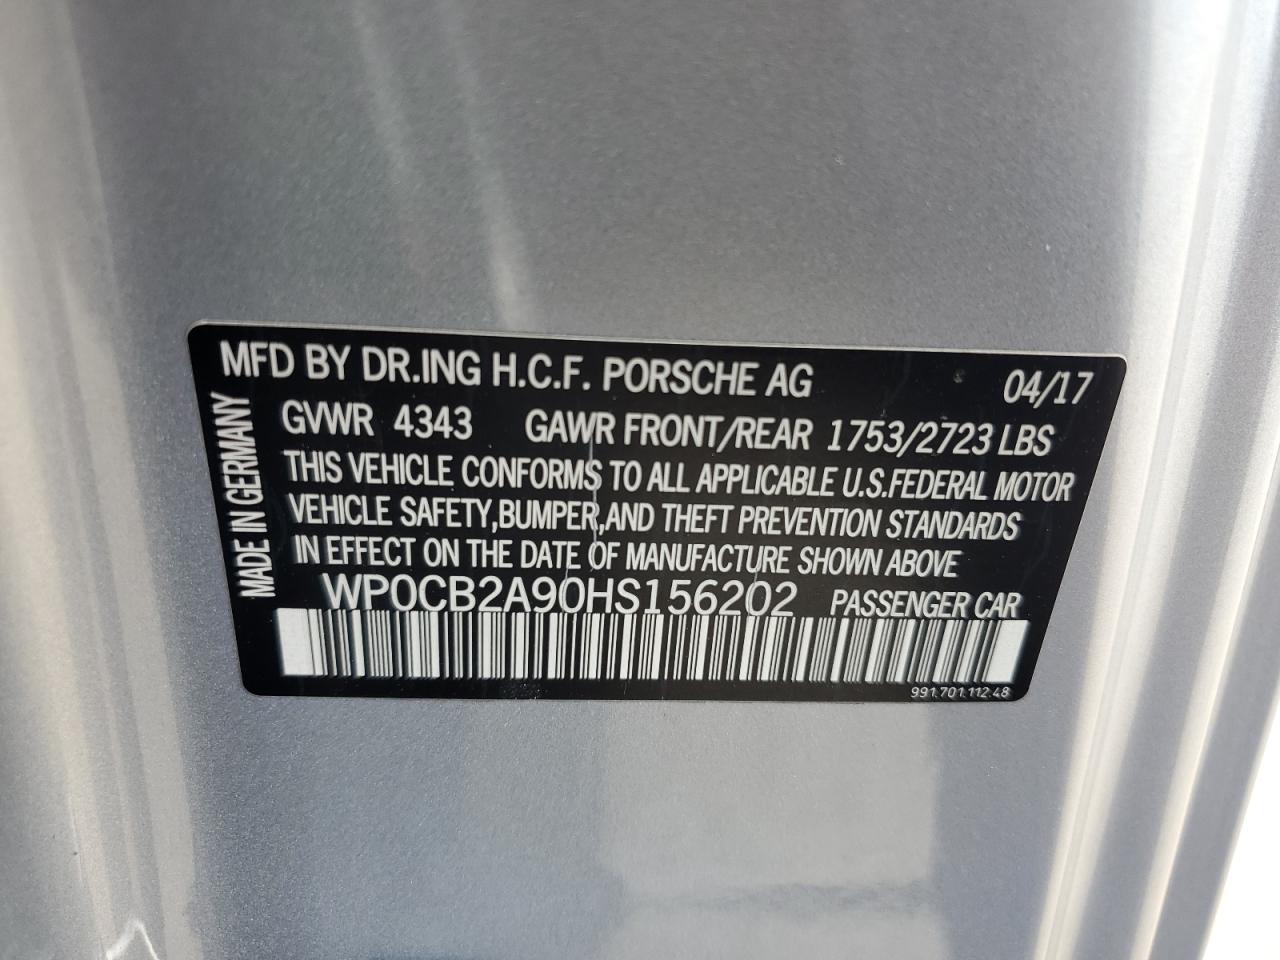 MFD BY DR.ING H.C.F. PORSCHE AG 04/17
GVWR 4343 GAWR FRONT/REAR 1753/2723 LBS
THIS VEHICLE CONFORMS TO ALL APPLICABLE U.S.FEDERAL MOTOR
VEHICLE SAFETY,BUMPER,AND THEFT PREVENTION STANDARDS
IN EFFECT ON THE DATE OF MANUFACTURE SHOWN ABOVE
WP0CB2A90HS156202 PASSENGER CAR
991.701.112.48
MADE IN GERMANY